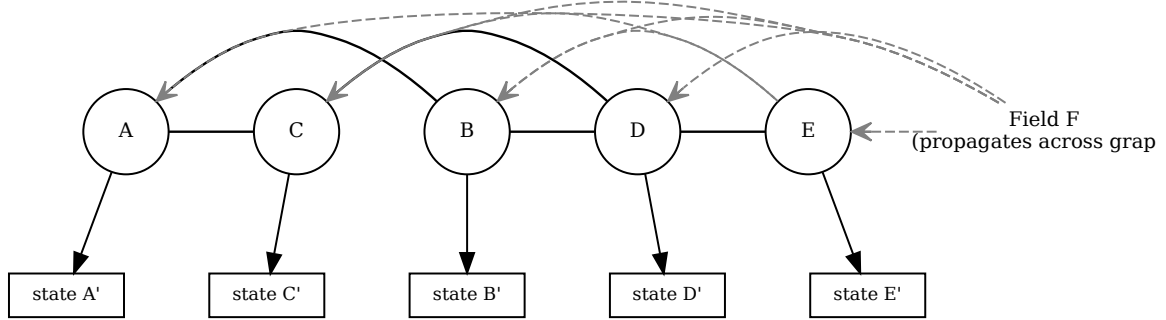 A
C
B
D
E
Field F
(propagates across grap
state A'
state C'
state B'
state D'
state E'